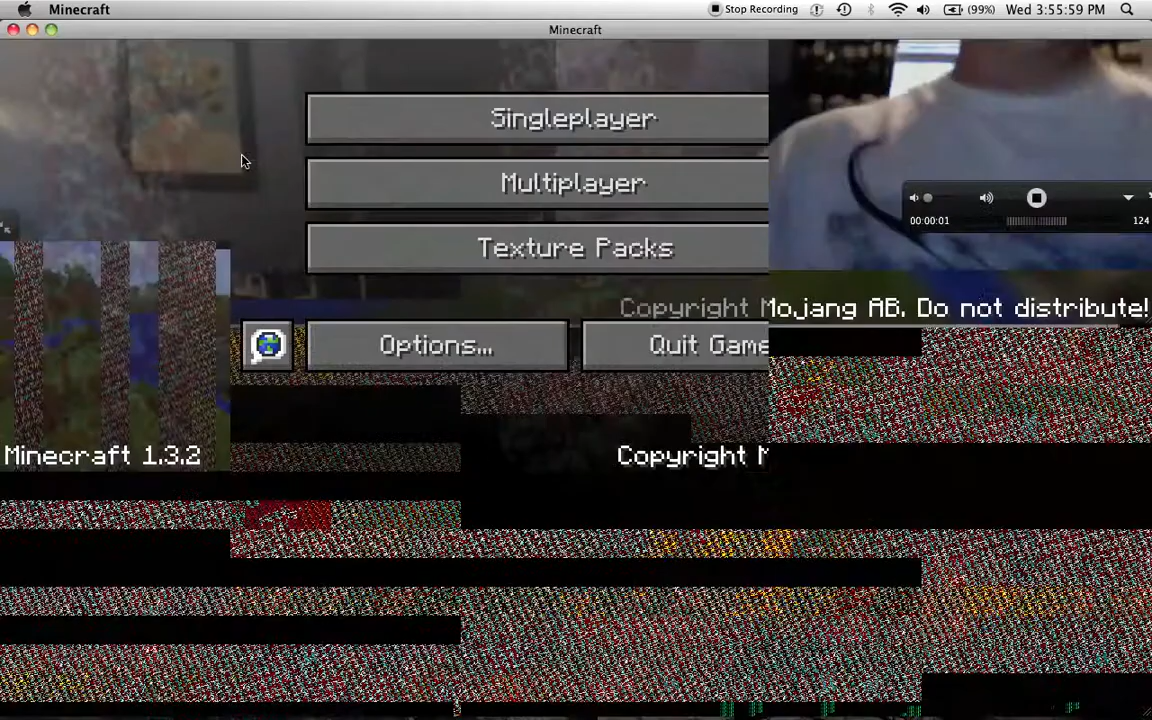 Minecraft
Stop Recording
(99%)
Wed 3:55:59 PM
Minecraft
Singleplayer
Multiplayer
00:00:01
124
Texture Packs
Copyright Mojang AB. Do not distribute!
Options...
Quit Game
Minecraft 1.3.2
Copyright